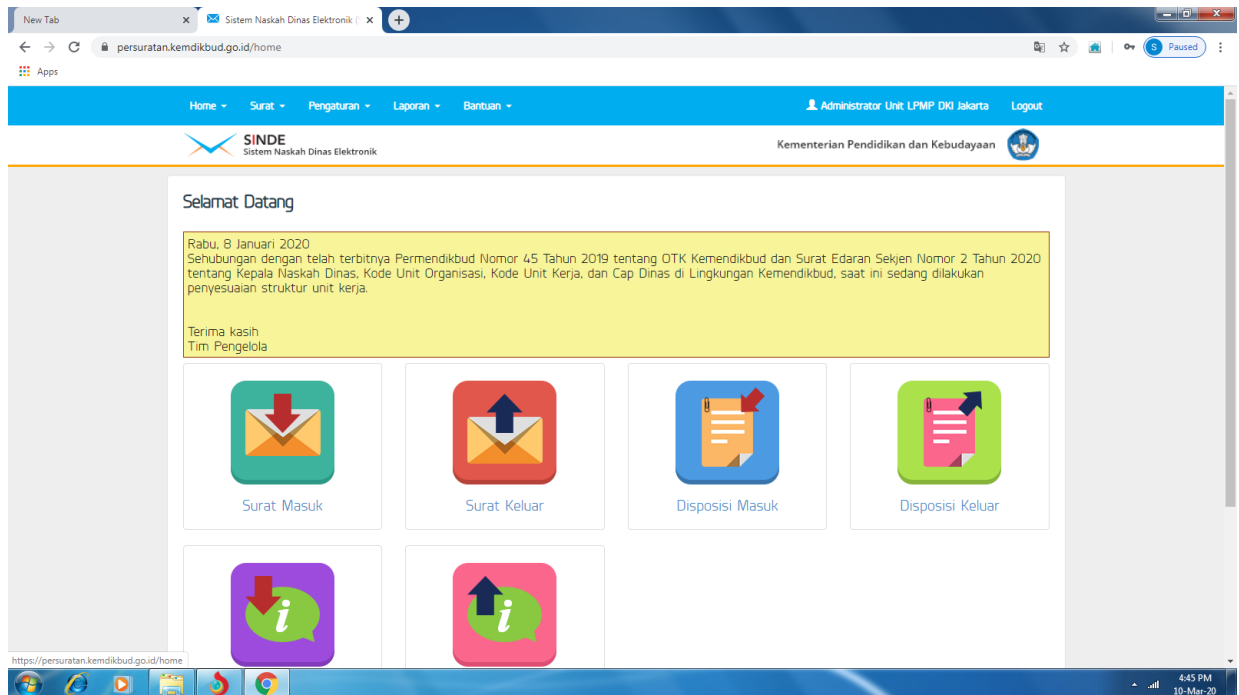 New Tab
Sistem Naskah Dinas Elektronik (
persuratan.kemdikbud.go.id/home
S Paused
Apps
Home Surat Pengaturan Laporan Bantuan Administrator Unit LPMP DKI Jakarta Logout
SINDE
Sistem Naskah Dinas Elektronik
Kementerian Pendidikan dan Kebudayaan
Selamat Datang
Rabu, 8 Januari 2020
Sehubungan dengan telah terbitnya Permendikbud Nomor 45 Tahun 2019 tentang OTK Kemendikbud dan Surat Edaran Sekjen Nomor 2 Tahun 2020
tentang Kepala Naskah Dinas, Kode Unit Organisasi, Kode Unit Kerja, dan Cap Dinas di Lingkungan Kemendikbud, saat ini sedang dilakukan
penyesuaian struktur unit kerja.
Terima kasih
Tim Pengelola
Surat Masuk Surat Keluar Disposisi Masuk Disposisi Keluar
i i
https://persuratan.kemdikbud.go.id/home
4:45 PM
10-Mar-20